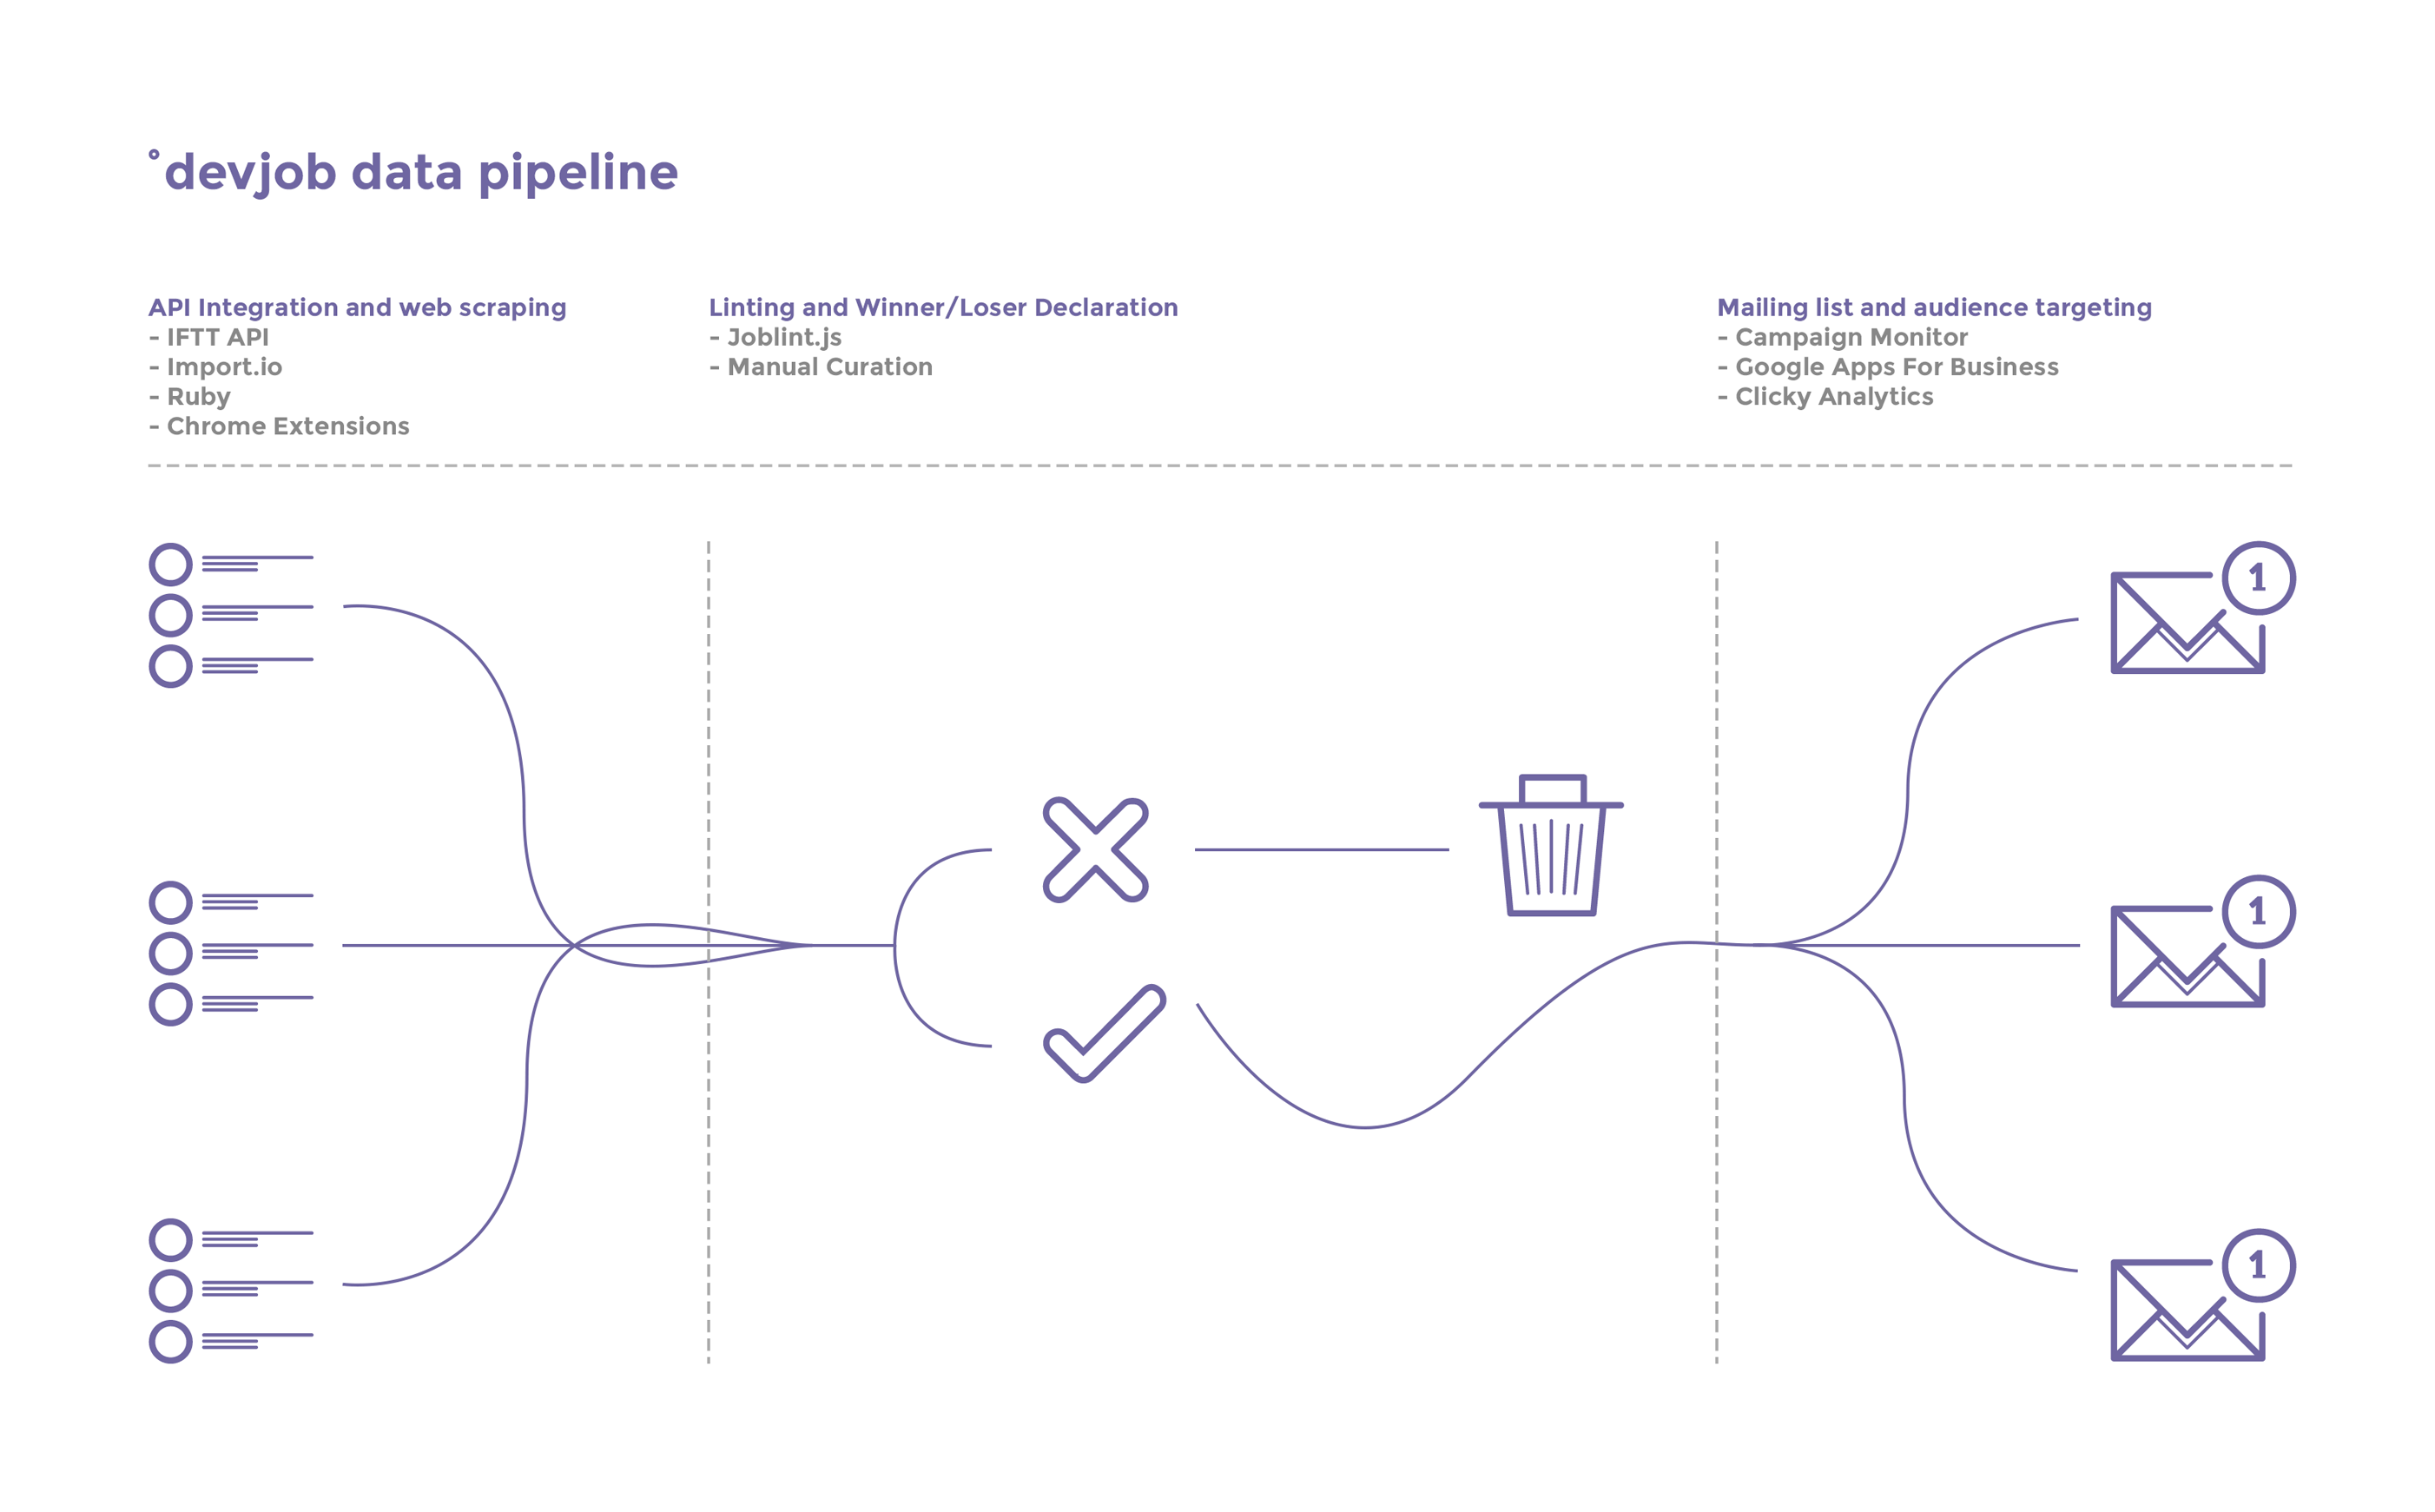 °devjob data pipeline
API Integration and web scraping
- IFTT API
- Import.io
- Ruby
- Chrome Extensions
Linting and Winner/Loser Declaration
- Joblint.js
- Manual Curation
Mailing list and audience targeting
- Campaign Monitor
- Google Apps For Business
- Clicky Analytics
1
1
1